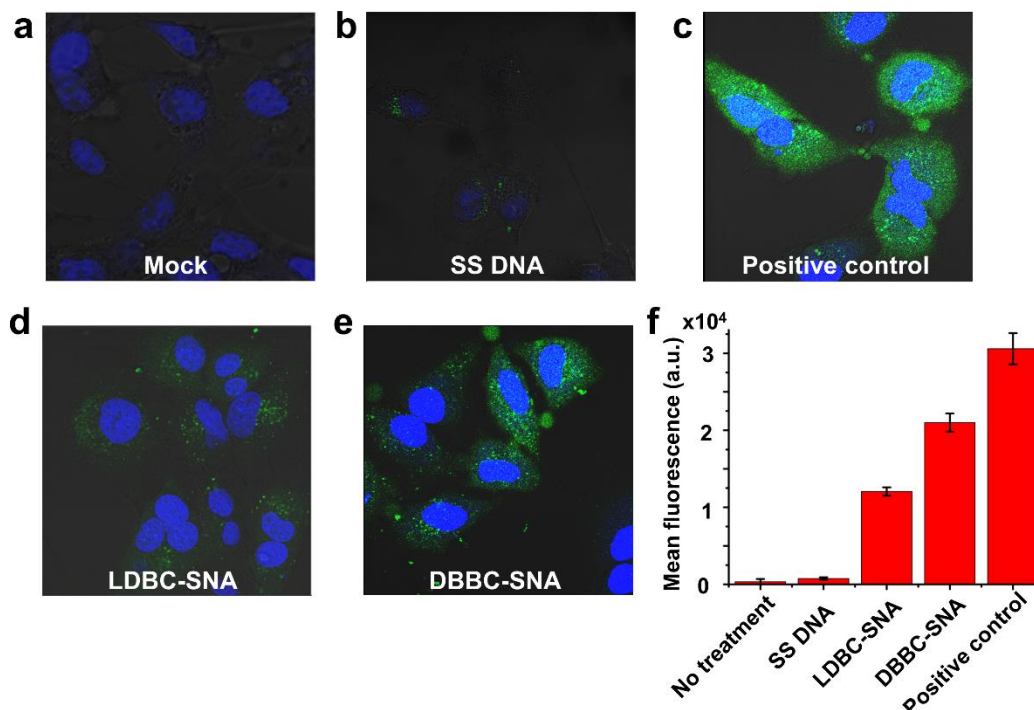 a
Mock
b
SS DNA
c
Positive control
d
LDBC-SNA
e
DBBC-SNA
f
x10⁴
Mean fluorescence (a.u.)
3
2
1
0
No treatment
SS DNA
LDBC-SNA
DBBC-SNA
Positive control